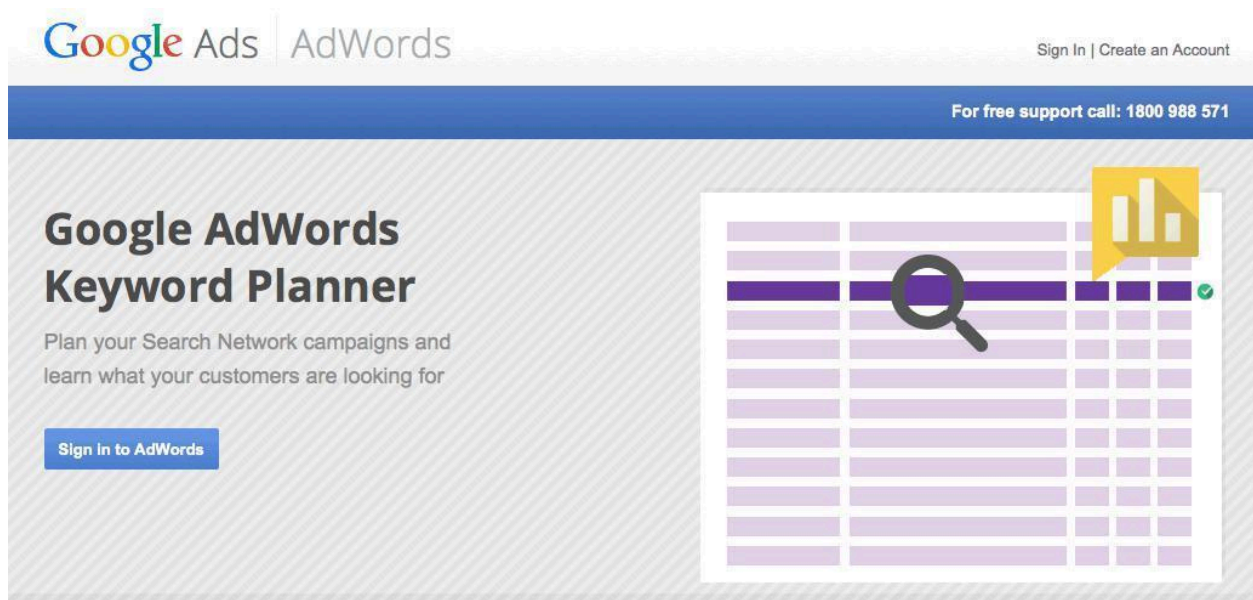 Google Ads AdWords
Sign In | Create an Account
For free support call: 1800 988 571
Google AdWords
Keyword Planner
Plan your Search Network campaigns and
learn what your customers are looking for
Sign in to AdWords